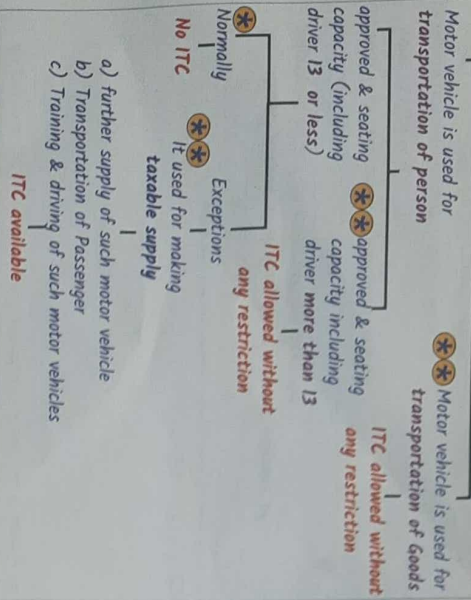 Motor vehicle is used for
transportation of person
** Motor vehicle is used for
transportation of Goods
ITC allowed without
any restriction
approved & seating
capacity (including
driver 13 or less)
** approved & seating
capacity including
driver more than 13
ITC allowed without
any restriction
*
Normally
No ITC
Exceptions
**
It used for making
taxable supply
a) further supply of such motor vehicle
b) Transportation of Passenger
c) Training & driving of such motor vehicles
ITC available